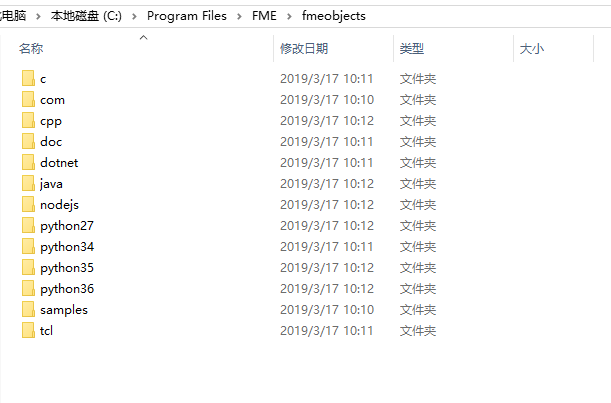 电脑 > 本地磁盘 (C:) > Program Files > FME > fmeobjects
名称 修改日期 类型 大小
c 2019/3/17 10:11 文件夹
com 2019/3/17 10:10 文件夹
cpp 2019/3/17 10:12 文件夹
doc 2019/3/17 10:11 文件夹
dotnet 2019/3/17 10:11 文件夹
java 2019/3/17 10:12 文件夹
nodejs 2019/3/17 10:12 文件夹
python27 2019/3/17 10:12 文件夹
python34 2019/3/17 10:11 文件夹
python35 2019/3/17 10:12 文件夹
python36 2019/3/17 10:12 文件夹
samples 2019/3/17 10:10 文件夹
tcl 2019/3/17 10:11 文件夹